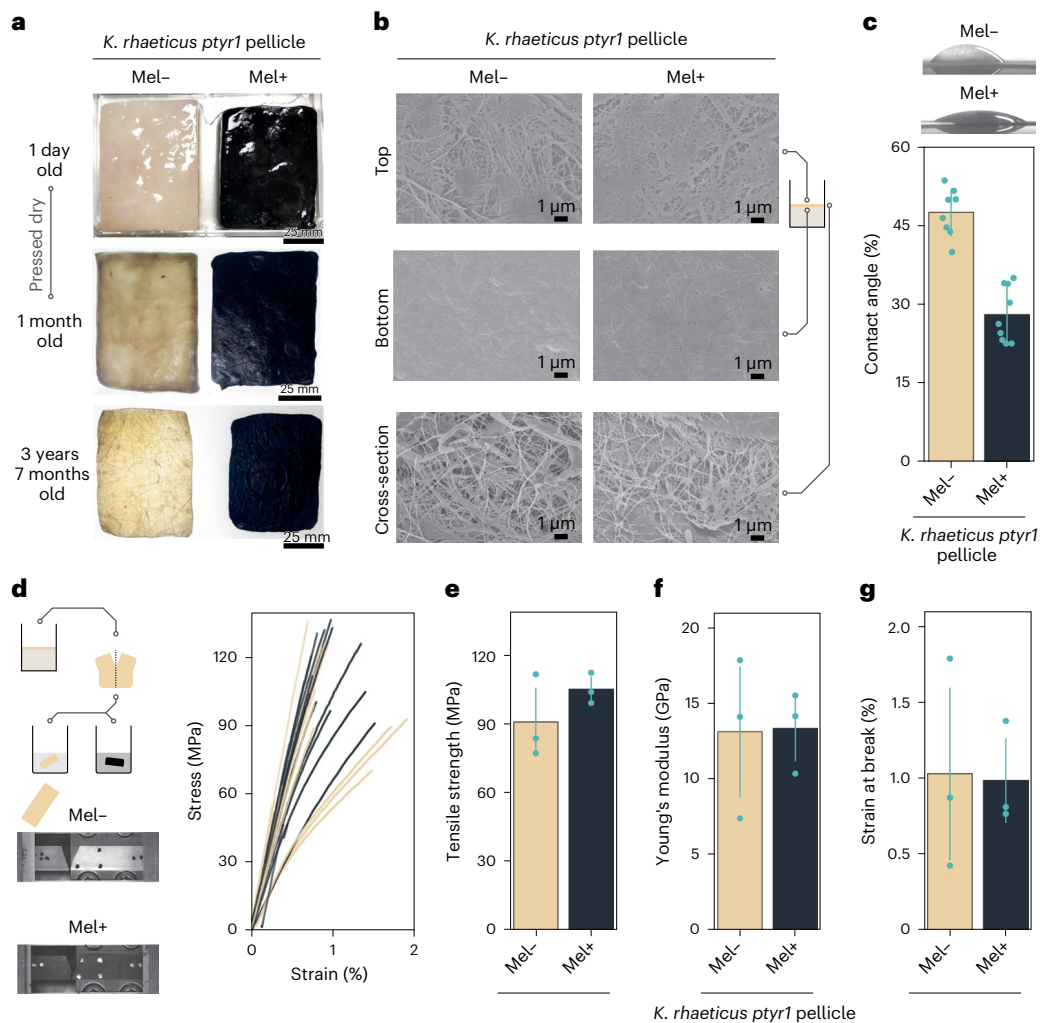 a
K. rhaeticus ptyr1 pellicle
Mel–
Mel+
1 day
old
Pressed dry
1 month
old
3 years
7 months
old
25 mm
25 mm
25 mm
b
K. rhaeticus ptyr1 pellicle
Mel–
Mel+
Top
1 µm
1 µm
Bottom
1 µm
1 µm
Cross-section
1 µm
1 µm
c
Mel–
Mel+
Contact angle (%)
60
45
30
15
0
Mel–
Mel+
K. rhaeticus ptyr1
pellicle
d
Mel–
Mel+
Stress (MPa)
120
90
60
30
0
0
1
2
Strain (%)
e
Tensile strength (MPa)
120
90
60
30
0
Mel–
Mel+
f
Young's modulus (GPa)
20
15
10
5
0
Mel–
Mel+
K. rhaeticus ptyr1 pellicle
g
Strain at break (%)
2.0
1.5
1.0
0.5
0
Mel–
Mel+